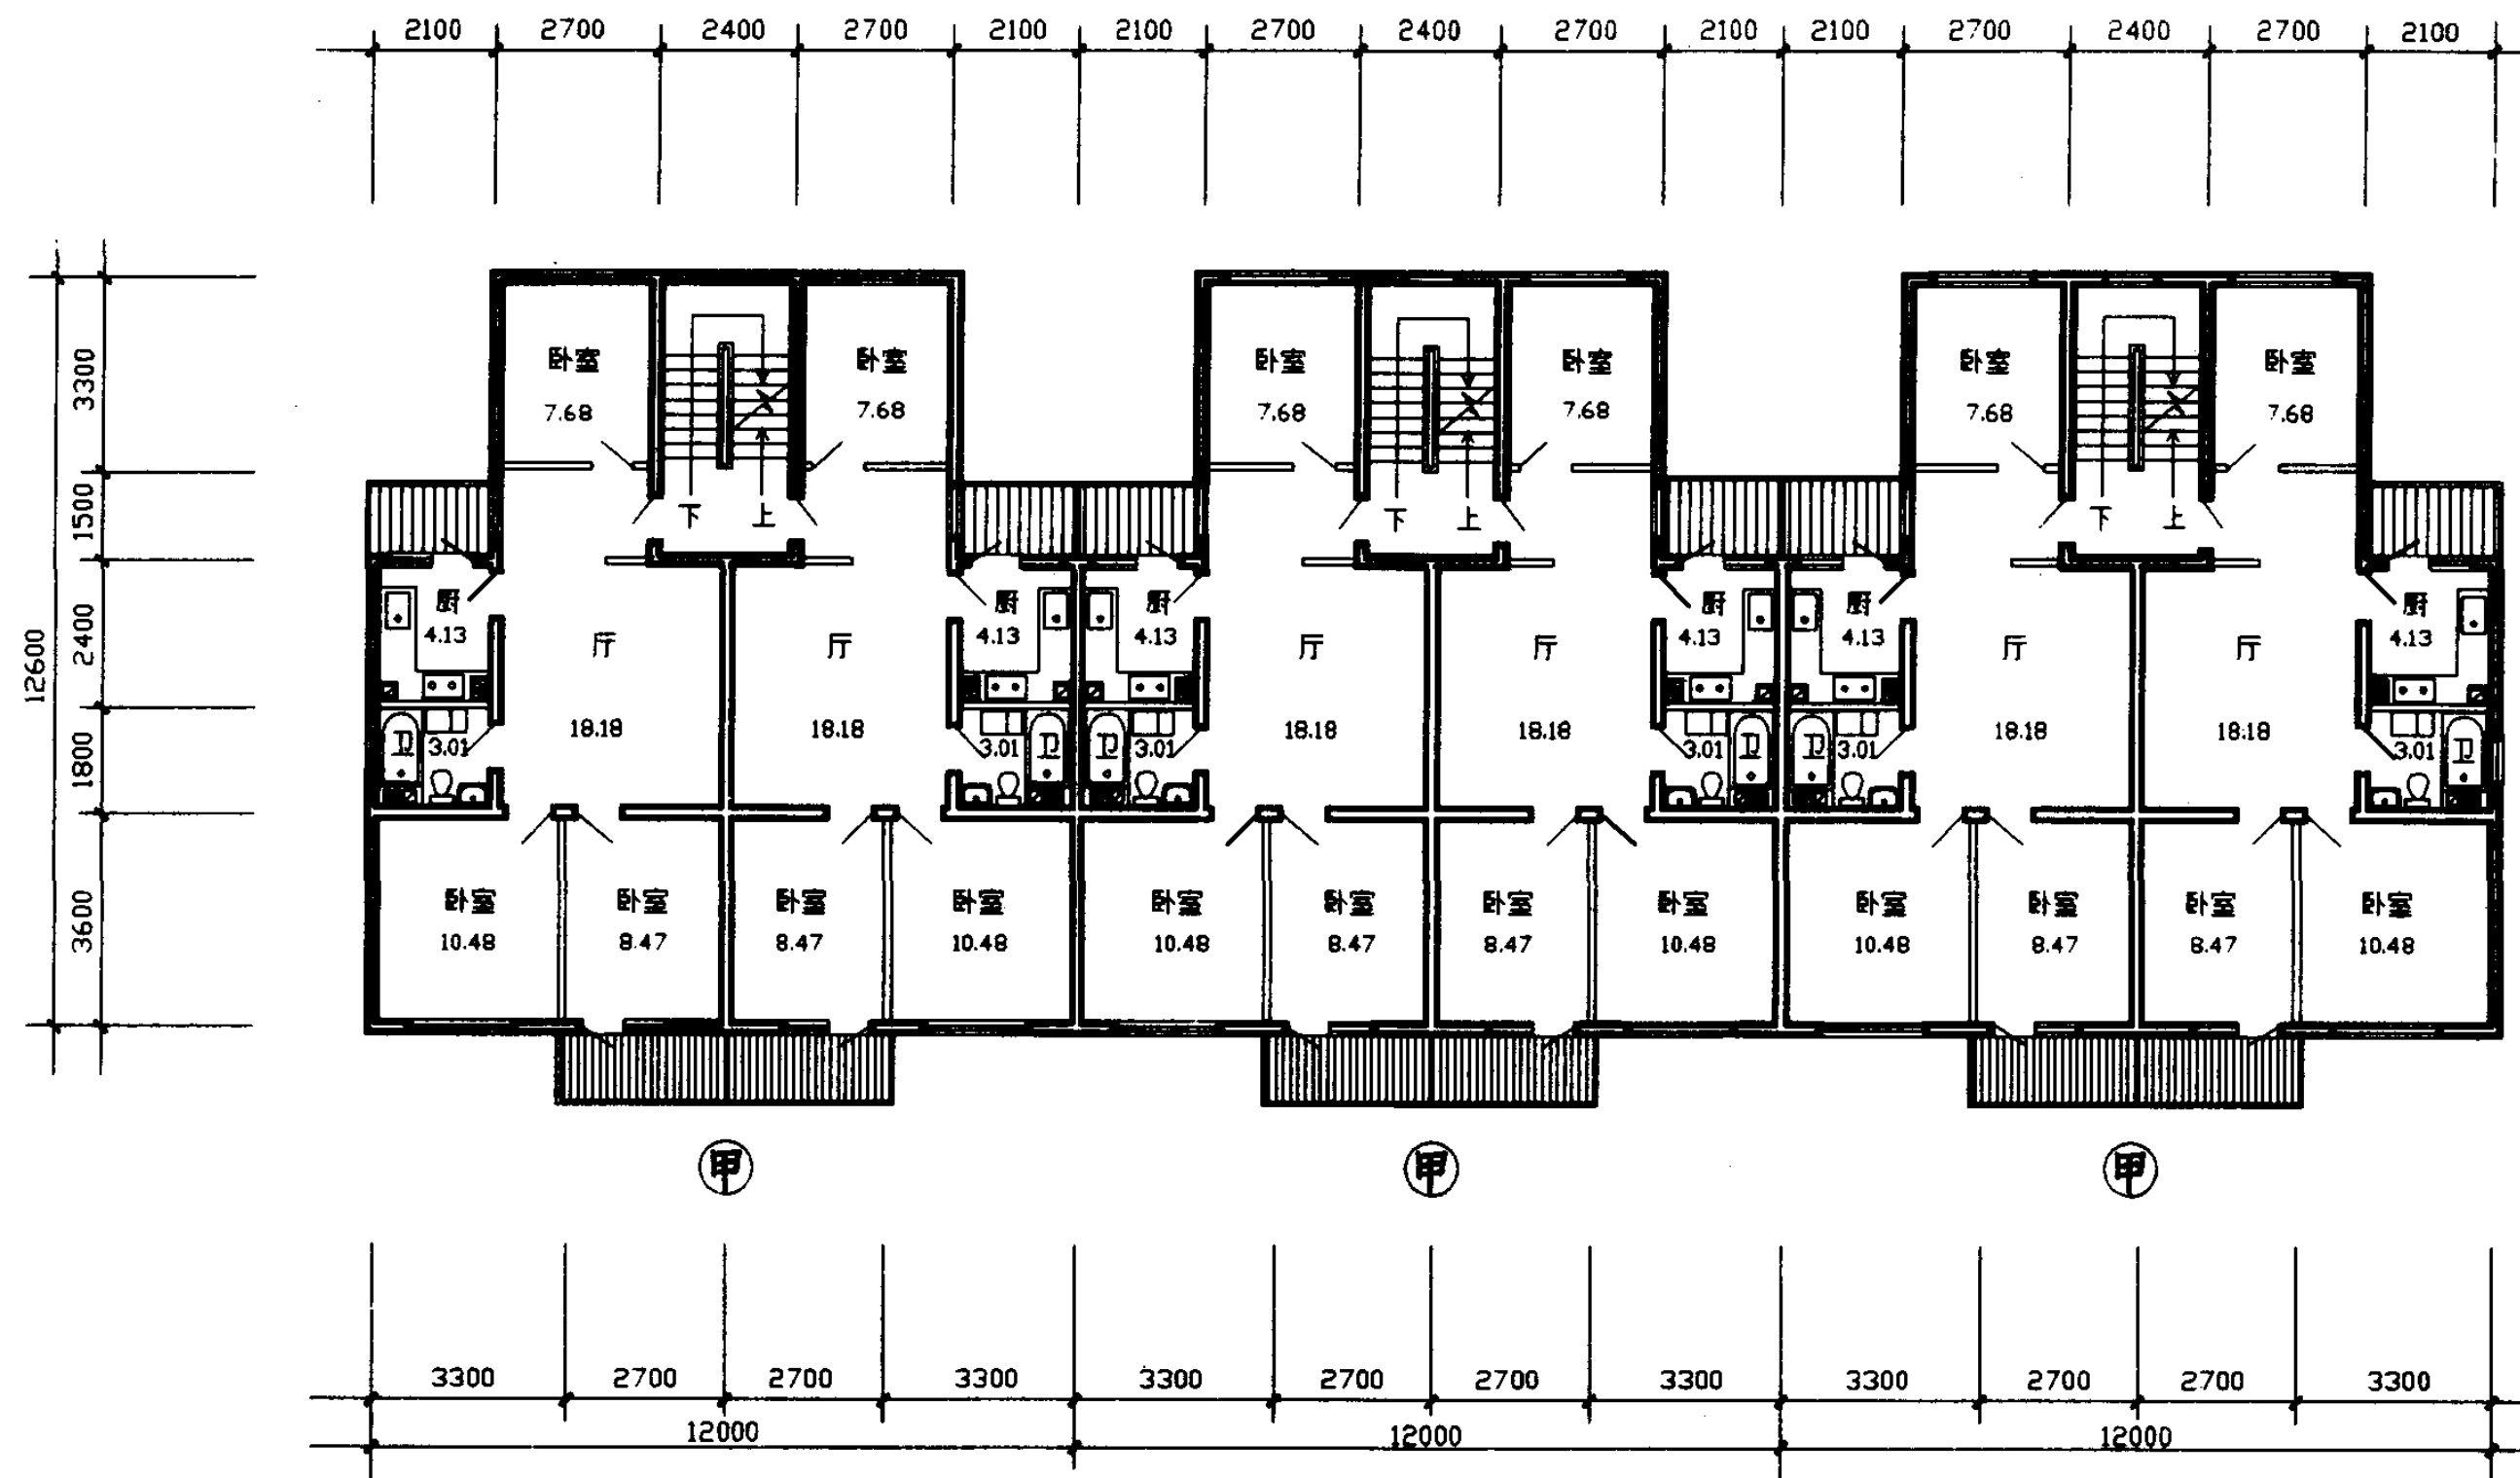 2100 2700 2400 2700 2100 2100 2700 2400 2700 2100 2100 2700 2400 2700 2100
12600
3300
1500
2400
1800
3600
卧室 卧室 卧室 卧室 卧室 卧室
7.68 7.68 7.68 7.68 7.68 7.68
下 上 下 上 下 上
厨 厨 厨 厨 厨 厨
4.13 4.13 4.13 4.13 4.13 4.13
厅 厅 厅 厅 厅 厅
18.18 18.18 18.18 18.18 18.18 18.18
卫 3.01 3.01 卫 卫 3.01 3.01 卫 卫 3.01 3.01 卫
卧室 卧室 卧室 卧室 卧室 卧室 卧室 卧室 卧室 卧室 卧室 卧室
10.48 8.47 8.47 10.48 10.48 8.47 8.47 10.48 10.48 8.47 8.47 10.48
甲 甲 甲
3300 2700 2700 3300 3300 2700 2700 3300 3300 2700 2700 3300
12000 12000 12000